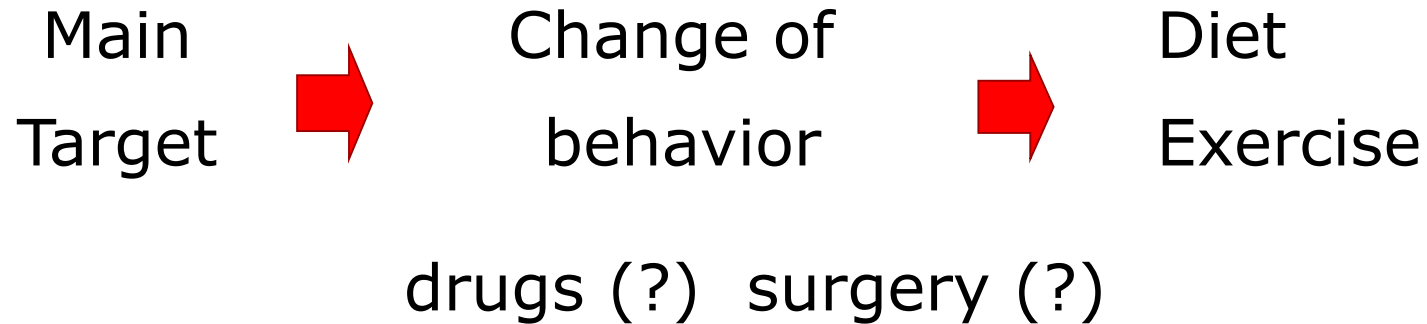 Main
Target
Change of
behavior
Diet
Exercise
drugs (?) surgery (?)